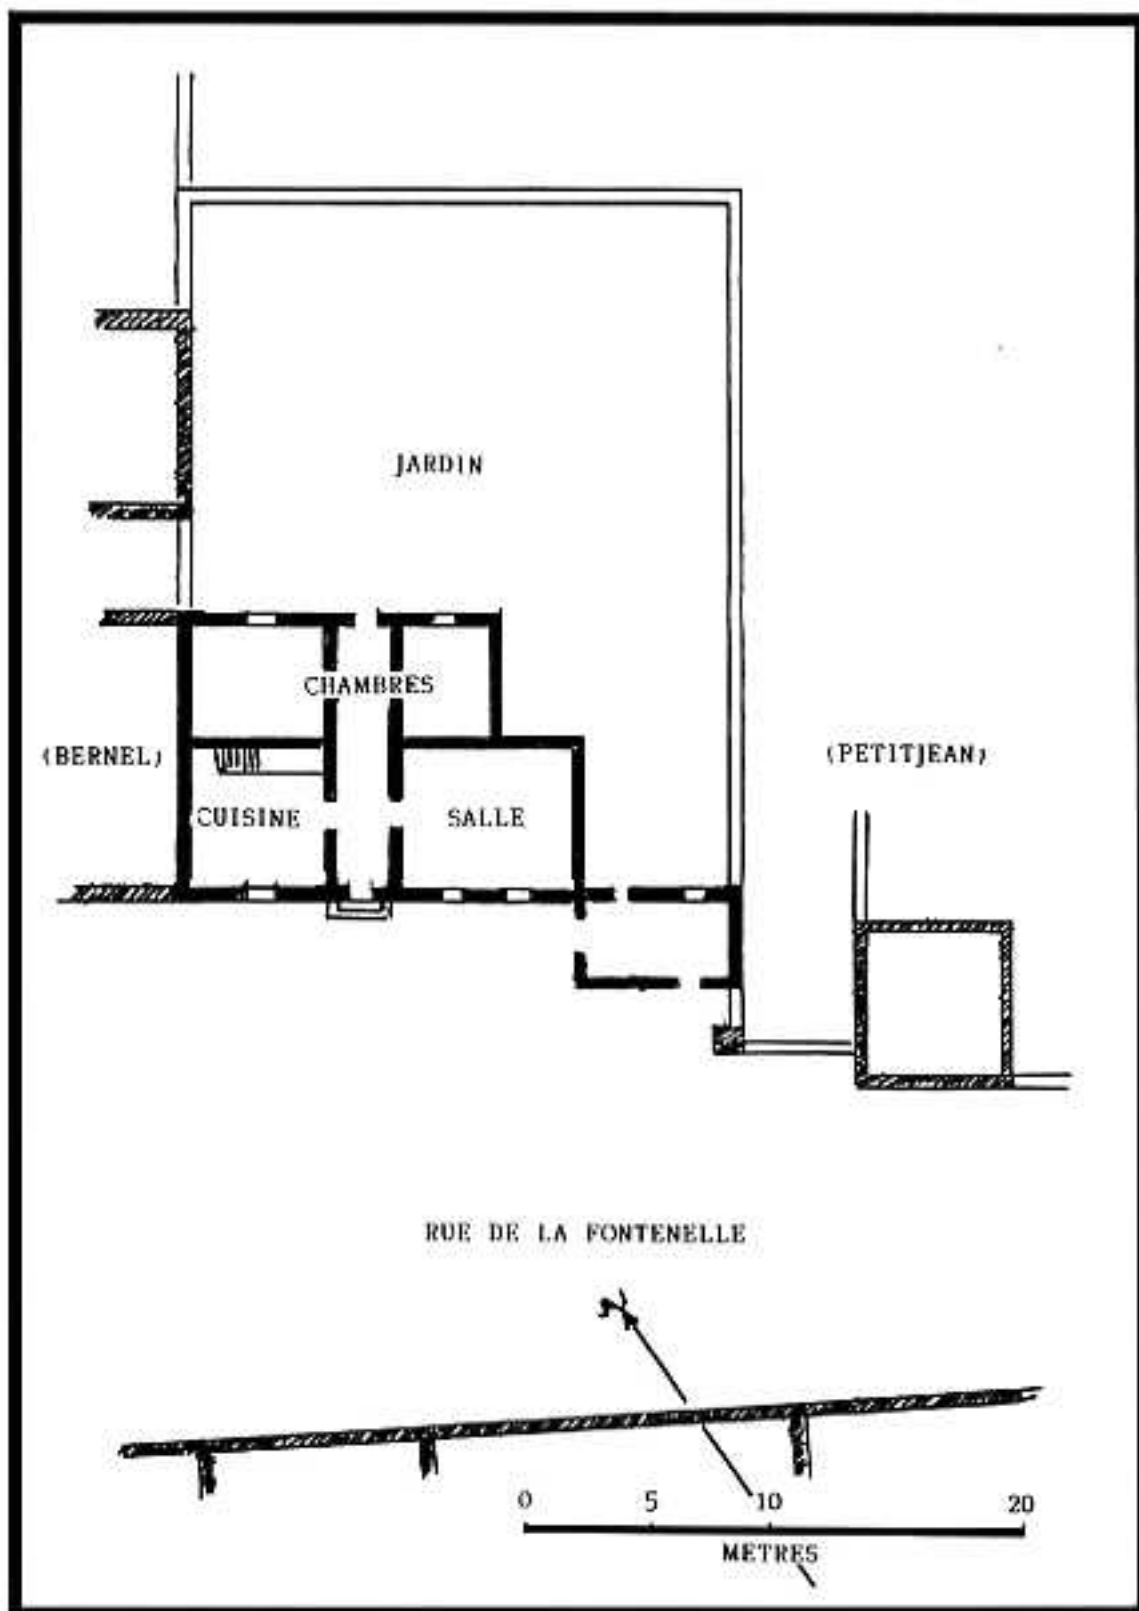 JARDIN
CHAMBRES
(BERNEL)
(PETITJEAN)
CUISINE
SALLE
RUE DE LA FONTENELLE
0 5 10 20
METRES